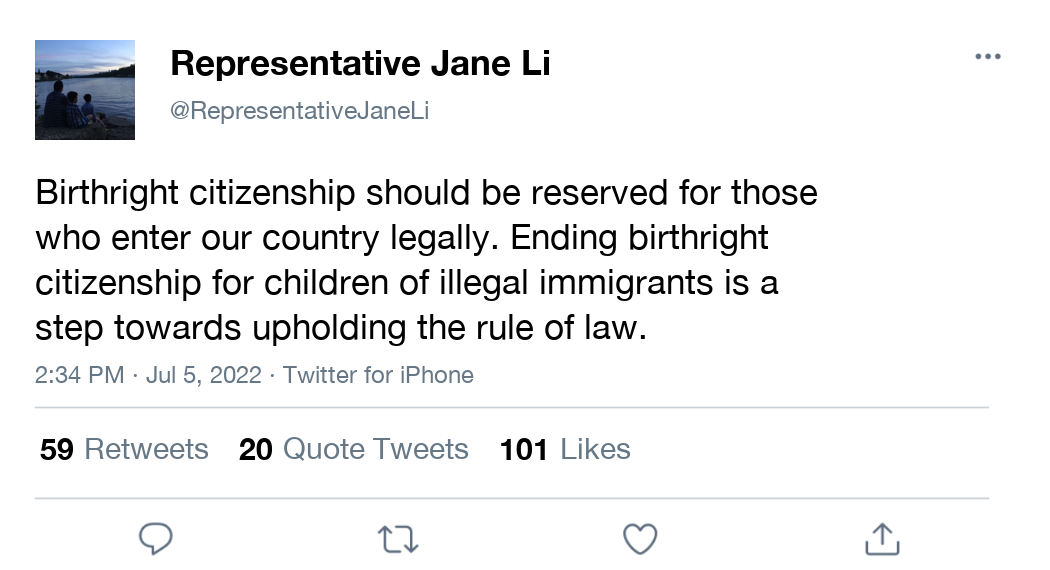 Representative Jane Li
@RepresentativeJaneLi
Birthright citizenship should be reserved for those
who enter our country legally. Ending birthright
citizenship for children of illegal immigrants is a
step towards upholding the rule of law.
2:34 PM · Jul 5, 2022 · Twitter for iPhone
59 Retweets 20 Quote Tweets 101 Likes